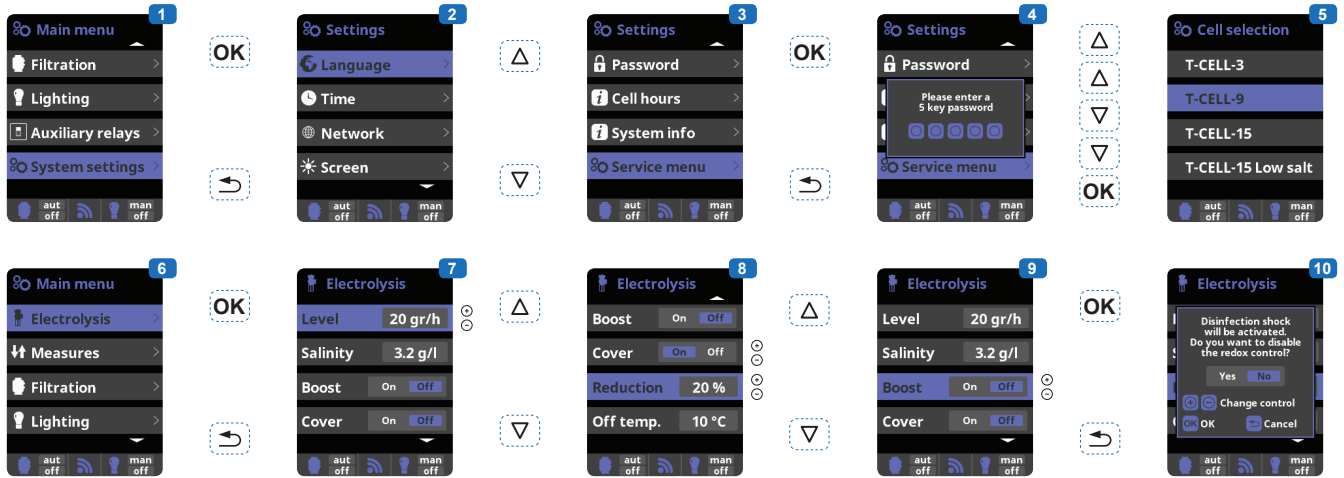 1
Main menu
Filtration
Lighting
Auxiliary relays
System settings
aut
off
man
off
OK
2
Settings
Language
Time
Network
Screen
aut
off
man
off
3
Settings
Password
Cell hours
System info
Service menu
aut
off
man
off
OK
4
Settings
Password
Please enter a
5 key password
Service menu
aut
off
man
off
OK
5
Cell selection
T-CELL-3
T-CELL-9
T-CELL-15
T-CELL-15 Low salt
aut
off
man
off
6
Main menu
Electrolysis
Measures
Filtration
Lighting
aut
off
man
off
OK
7
Electrolysis
Level 20 gr/h
Salinity 3.2 g/l
Boost On Off
Cover On Off
aut
off
man
off
8
Electrolysis
Boost On Off
Cover On Off
Reduction 20 %
Off temp. 10 °C
aut
off
man
off
9
Electrolysis
Level 20 gr/h
Salinity 3.2 g/l
Boost On Off
Cover On Off
aut
off
man
off
OK
10
Disinfection shock
will be activated.
Do you want to disable
the redox control?
Yes No
Change control
OK OK Cancel
aut
off
man
off